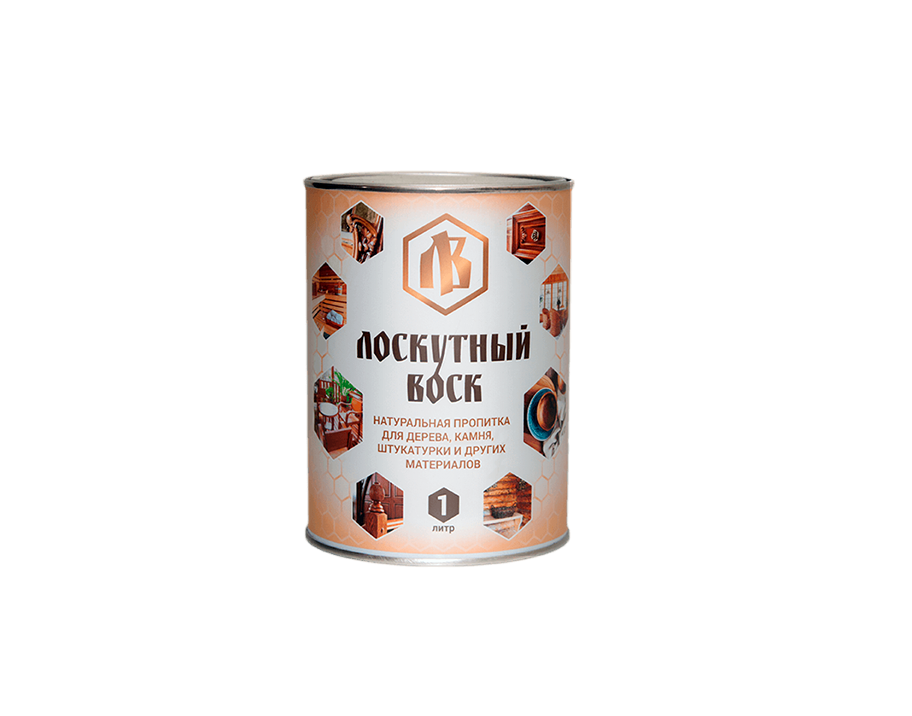 ЛВ
ЛОСКУТНЫЙ
ВОСК
НАТУРАЛЬНАЯ ПРОПИТКА
ДЛЯ ДЕРЕВА, КАМНЯ,
ШТУКАТУРКИ И ДРУГИХ
МАТЕРИАЛОВ
1
ЛИТР